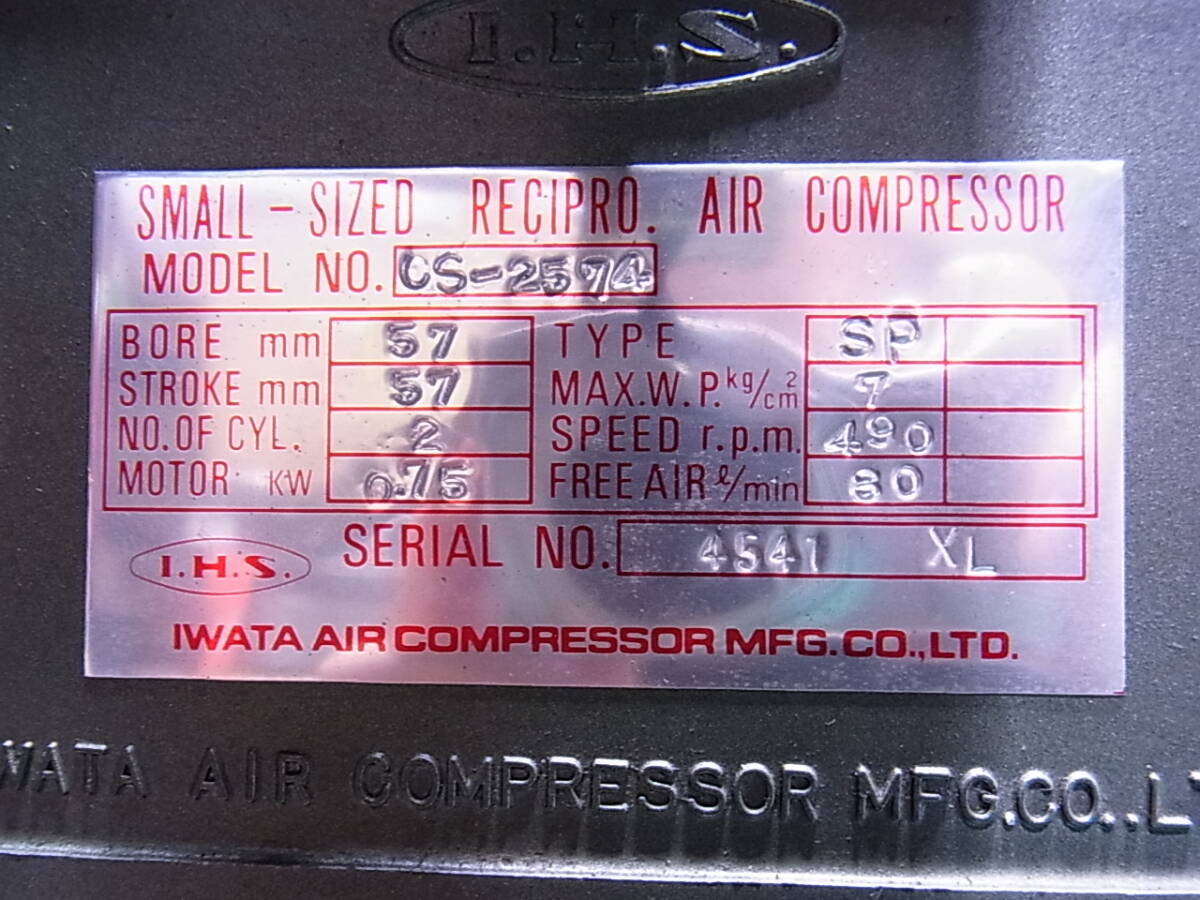 I.H.S.
SMALL-SIZED RECIPRO. AIR COMPRESSOR
MODEL NO. CS-2574
BORE mm 57 TYPE SP
STROKE mm 57 MAX.W.P. kg/cm² 7
NO.OF CYL. 2 SPEED r.p.m. 490
MOTOR KW 0.75 FREE AIR ℓ/min 80
SERIAL NO. 4541 XL
I.H.S.
IWATA AIR COMPRESSOR MFG.CO.,LTD.
WATA AIR COMPRESSOR MFG.CO.,LT